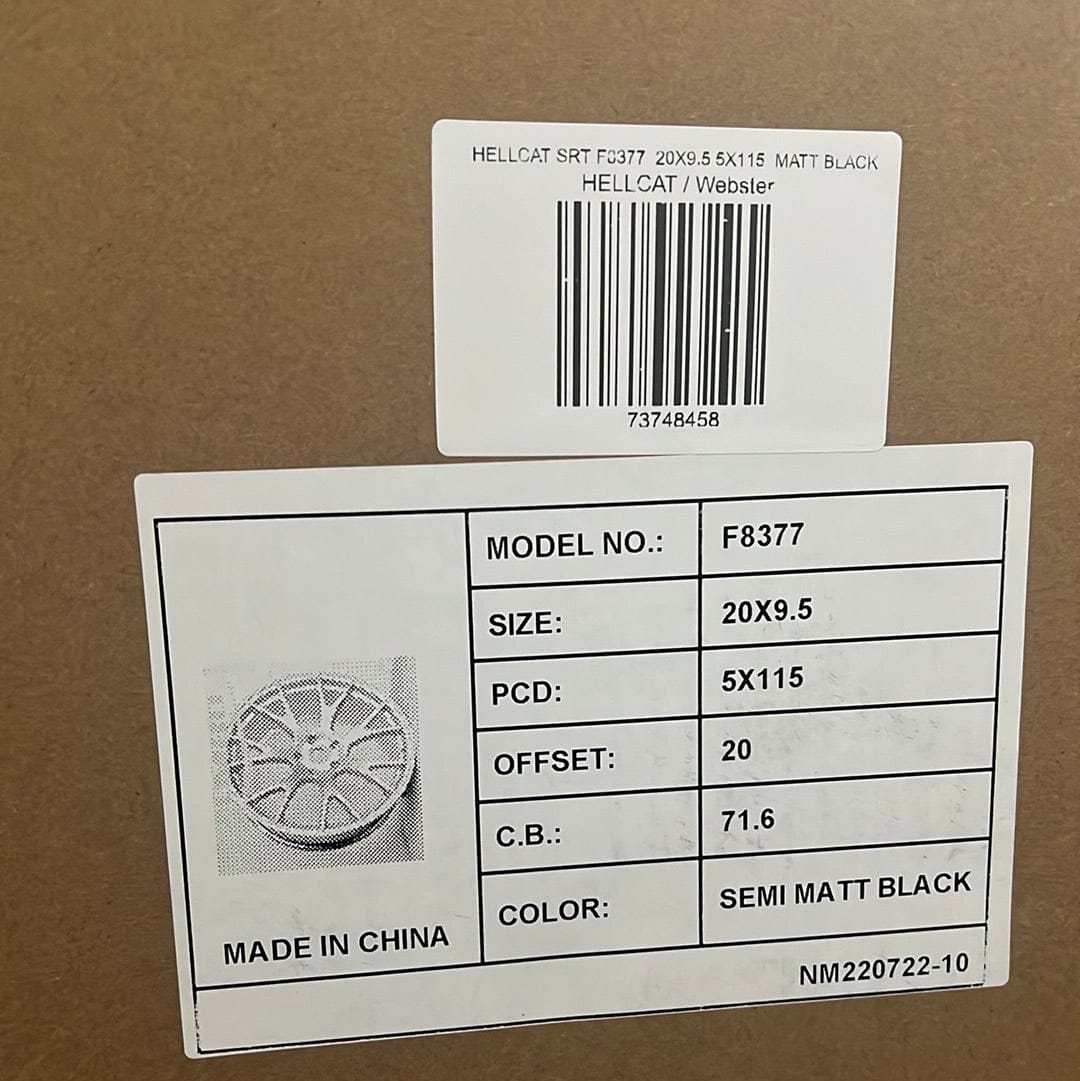 HELLCAT SRT F8377 20X9.5 5X115 MATT BLACK
HELLCAT / Webster
73748458
MODEL NO.: F8377
SIZE: 20X9.5
PCD: 5X115
OFFSET: 20
C.B.: 71.6
COLOR: SEMI MATT BLACK
MADE IN CHINA
NM220722-10